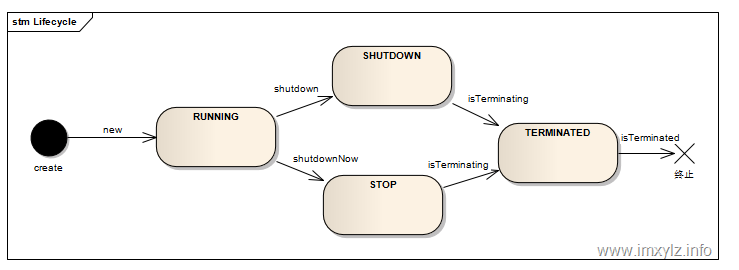 stm Lifecycle
SHUTDOWN
shutdown
isTerminating
RUNNING
new
TERMINATED
isTerminated
create
shutdownNow
isTerminating
STOP
终止
www.imxylz.info